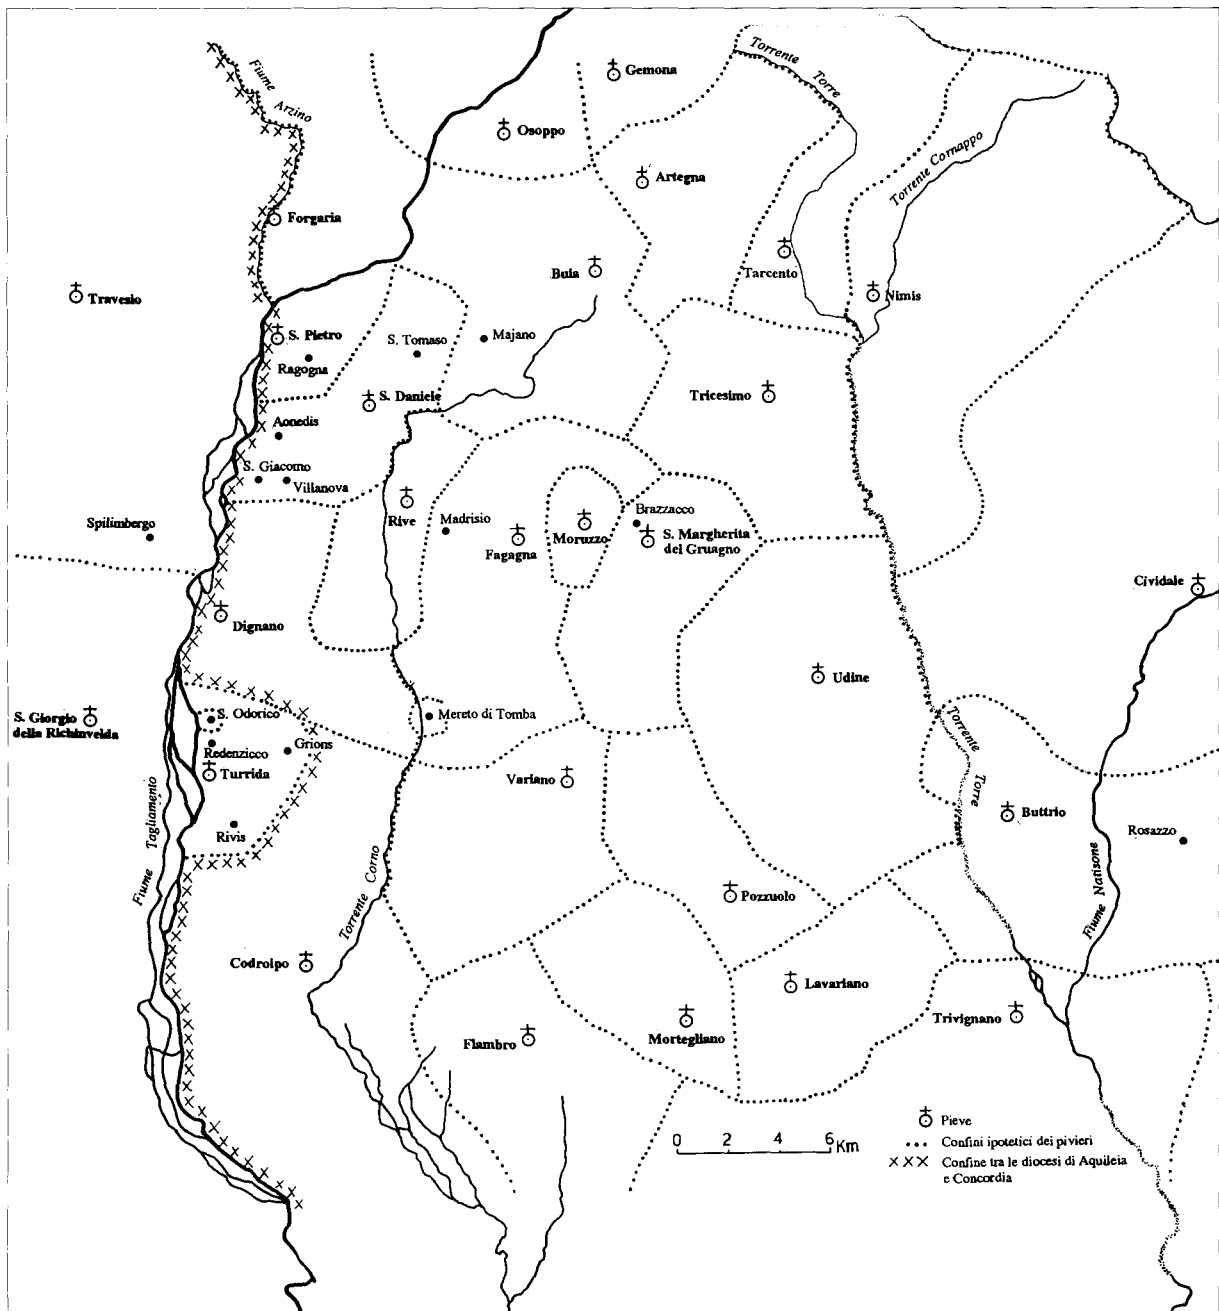 Fiume Arzino
Gemona
Torrente Torre
Osoppo
Torrente Cornappo
Artegna
Forgaria
Buia
Tarcento
Travesio
Nimis
S. Pietro
Ragogna
S. Tomaso
Majano
S. Daniele
Tricesimo
Aonedis
S. Giacomo
Villanova
Rive
Madrisio
Brazzacco
Spilimbergo
Fagagna
Moruzzo
S. Margherita
del Gruagno
Cividale
Dignano
Udine
S. Giorgio
della Richinvelda
S. Odorico
Mereto di Tomba
Redenzicco
Grions
Turrida
Variano
Torrente Torre
Fiume Tagliamento
Rivis
Buttrio
Rosazzo
Torrente Corno
Pozzuolo
Fiume Natisone
Codroipo
Lavariano
Flambro
Mortegliano
Trivignano
Pieve
Confini ipotetici dei pivieri
Confine tra le diocesi di Aquileia
e Concordia
0 2 4 6 Km